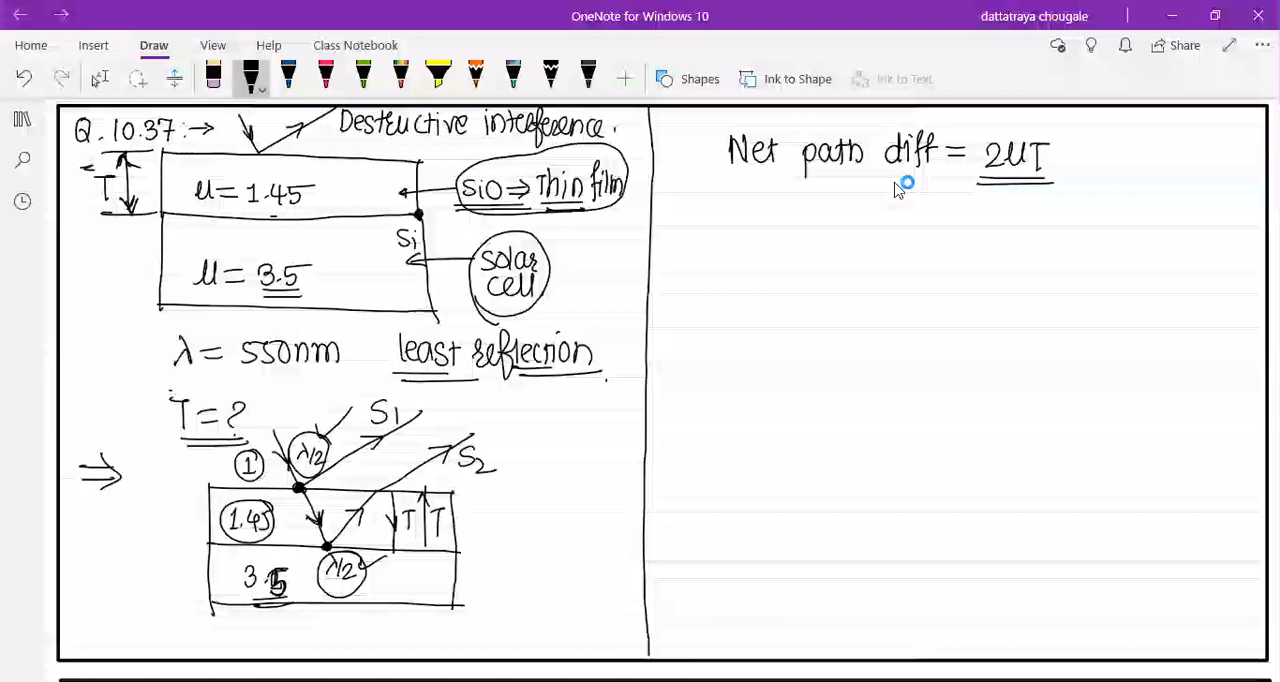 OneNote for Windows 10
dattatraya chougale
Home Insert Draw View Help Class Notebook
Share
Shapes Ink to Shape Ink to Text
Q. 10.37:→ Destructive inteference.
T
μ = 1.45
SiO ⇒ Thin film
Si
μ = 3.5
solar
cell
λ = 550nm least reflection.
T = ?
S1
S2
1 λ/2
⇒
1.45 T T
3.5 λ/2
Net path diff = 2μT